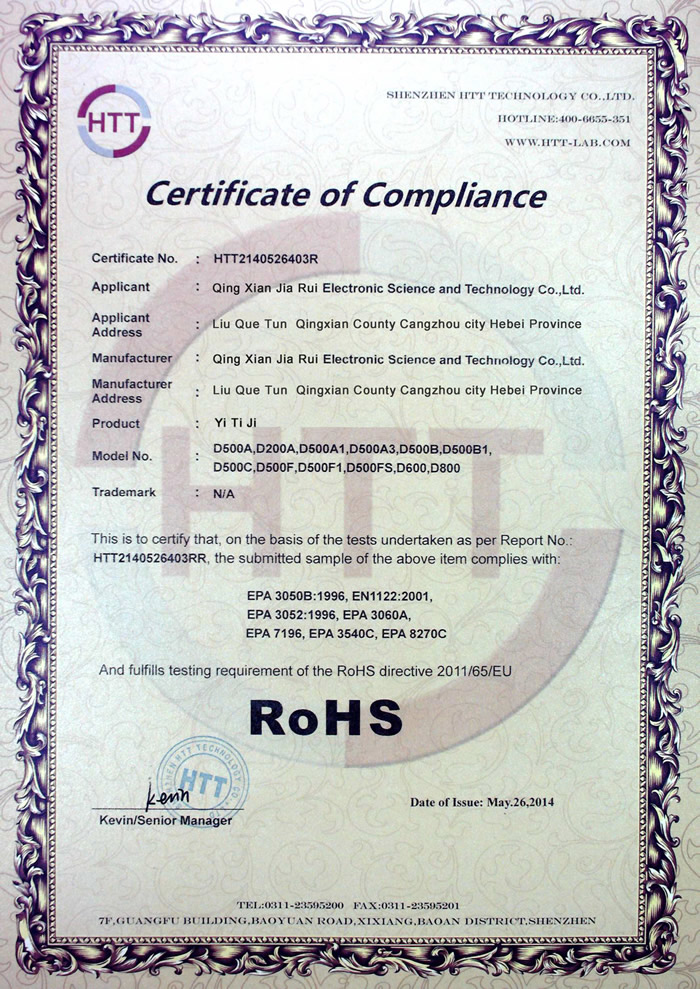 HTT
SHENZHEN HTT TECHNOLOGY CO.,LTD.
HOTLINE:400-6655-351
WWW.HTT-LAB.COM
Certificate of Compliance
Certificate No. : HTT2140526403R
Applicant : Qing Xian Jia Rui Electronic Science and Technology Co.,Ltd.
Applicant
Address : Liu Que Tun Qingxian County Cangzhou city Hebei Province
Manufacturer : Qing Xian Jia Rui Electronic Science and Technology Co.,Ltd.
Manufacturer
Address : Liu Que Tun Qingxian County Cangzhou city Hebei Province
Product : Yi Ti Ji
Model No. : D500A,D200A,D500A1,D500A3,D500B,D500B1,
D500C,D500F,D500F1,D500FS,D600,D800
Trademark : N/A
HTT
This is to certify that, on the basis of the tests undertaken as per Report No.:
HTT2140526403RR, the submitted sample of the above item complies with:
EPA 3050B:1996, EN1122:2001,
EPA 3052:1996, EPA 3060A,
EPA 7196, EPA 3540C, EPA 8270C
And fulfills testing requirement of the RoHS directive 2011/65/EU
RoHS
HTT TECHNOLOGY CO
HTT
Kevin
Kevin/Senior Manager
Date of Issue: May.26,2014
TEL:0311-23595200 FAX:0311-23595201
7F,GUANGFU BUILDING,BAOYUAN ROAD,XIXIANG,BAOAN DISTRICT,SHENZHEN